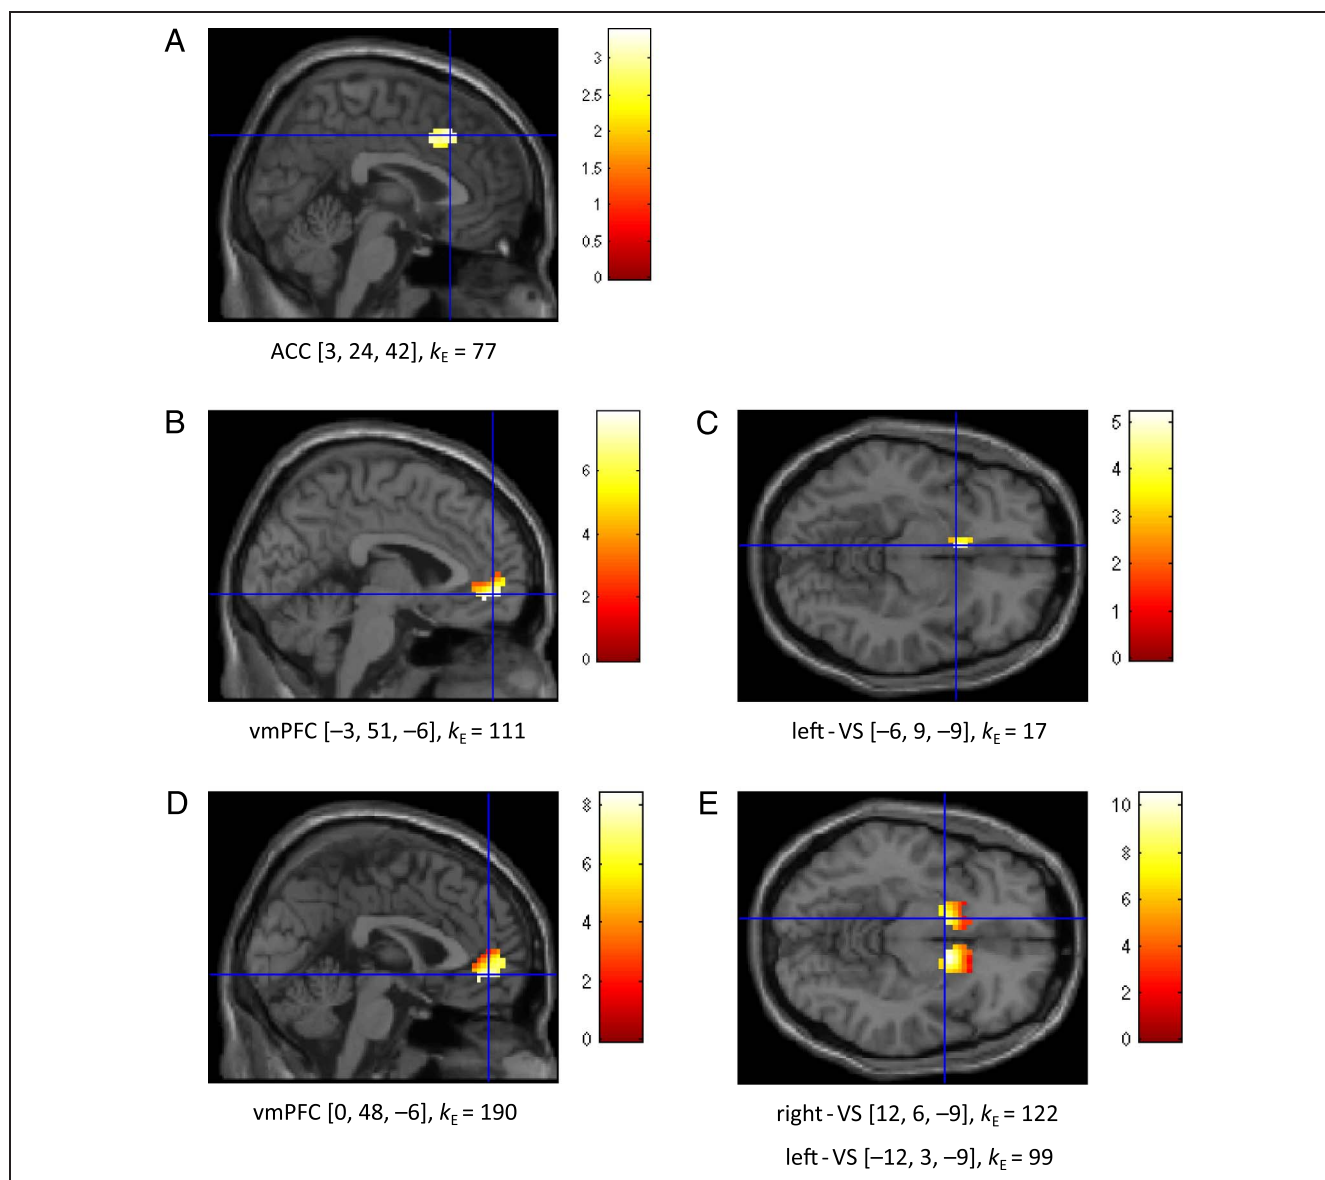 A
3
2.5
2
1.5
1
0.5
0
ACC [3, 24, 42], kE = 77
B
6
4
2
0
vmPFC [–3, 51, –6], kE = 111
C
5
4
3
2
1
0
left-VS [–6, 9, –9], kE = 17
D
8
6
4
2
0
vmPFC [0, 48, –6], kE = 190
E
10
8
6
4
2
0
right-VS [12, 6, –9], kE = 122
left-VS [–12, 3, –9], kE = 99